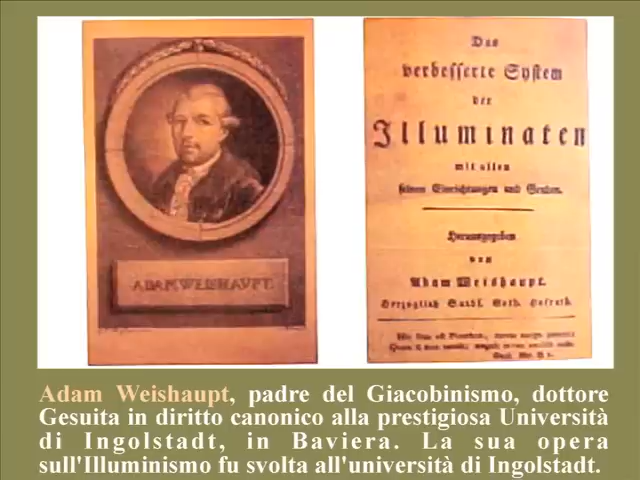 ADAM WEISHAUPT.
Das
verbesserte System
der
Illuminaten
mit allen
seinen Einrichtungen und Graden.
Herausgegeben
von
Adam Weishaupt.
Herzoglich Sachs. Goth. Hofrath.
Adam Weishaupt, padre del Giacobinismo, dottore
Gesuita in diritto canonico alla prestigiosa Università
di Ingolstadt, in Baviera. La sua opera
sull'Illuminismo fu svolta all'università di Ingolstadt.